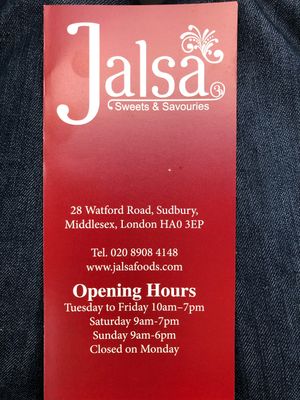 Jalsa
Sweets & Savouries
28 Watford Road, Sudbury,
Middlesex, London HA0 3EP
Tel. 020 8908 4148
www.jalsafoods.com
Opening Hours
Tuesday to Friday 10am–7pm
Saturday 9am-7pm
Sunday 9am-6pm
Closed on Monday